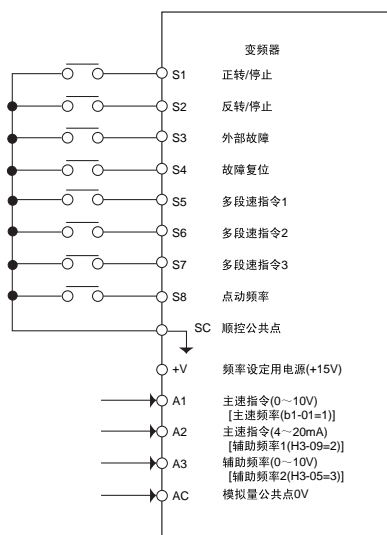 变频器
S1 正转/停止
S2 反转/停止
S3 外部故障
S4 故障复位
S5 多段速指令1
S6 多段速指令2
S7 多段速指令3
S8 点动频率
SC 顺控公共点
+V 频率设定用电源(+15V)
A1 主速指令(0～10V)
[主速频率(b1-01=1)]
A2 主速指令(4～20mA)
[辅助频率1(H3-09=2)]
A3 辅助频率(0～10V)
[辅助频率2(H3-05=3)]
AC 模拟量公共点0V